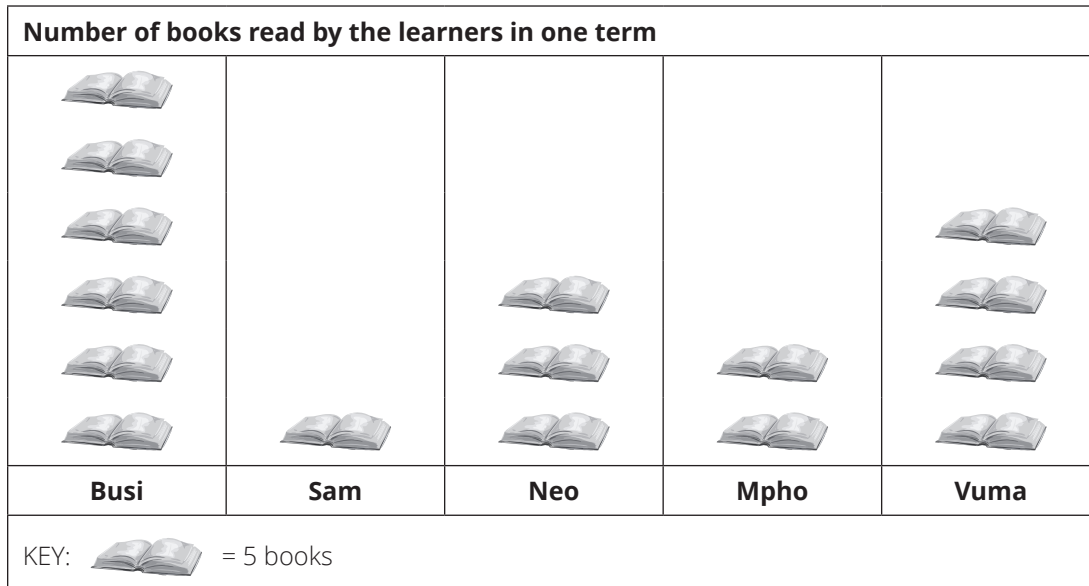 Number of books read by the learners in one term
Busi Sam Neo Mpho Vuma
KEY: = 5 books